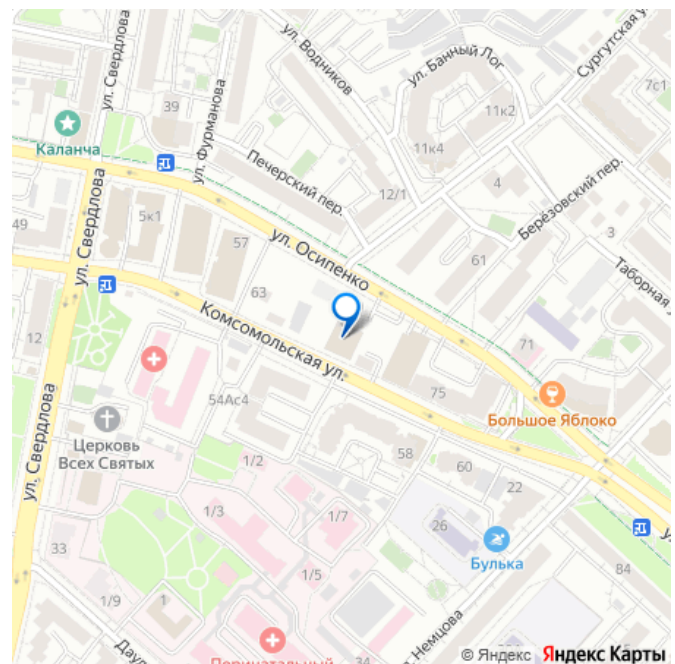 ул. Свердлова
ул. Фурманова
ул. Водников
ул. Банный Лог
Сургутская ул.
7с1
39
Каланча
11к2
11к4
Печерский пер.
12/1
4
Берёзовский пер.
ул. Свердлова
5к1
49
57
ул. Осипенко
61
3
Таборная
63
12
Комсомольская ул.
71
54Ас4
75
Большое Яблоко
Церковь
Всех Святых
ул. Свердлова
1/2
58
60
22
1/3
1/7
26
33
Булька
1/5
84
1/9
1
Немцова
Перинатальный
34
© Яндекс Яндекс Карты